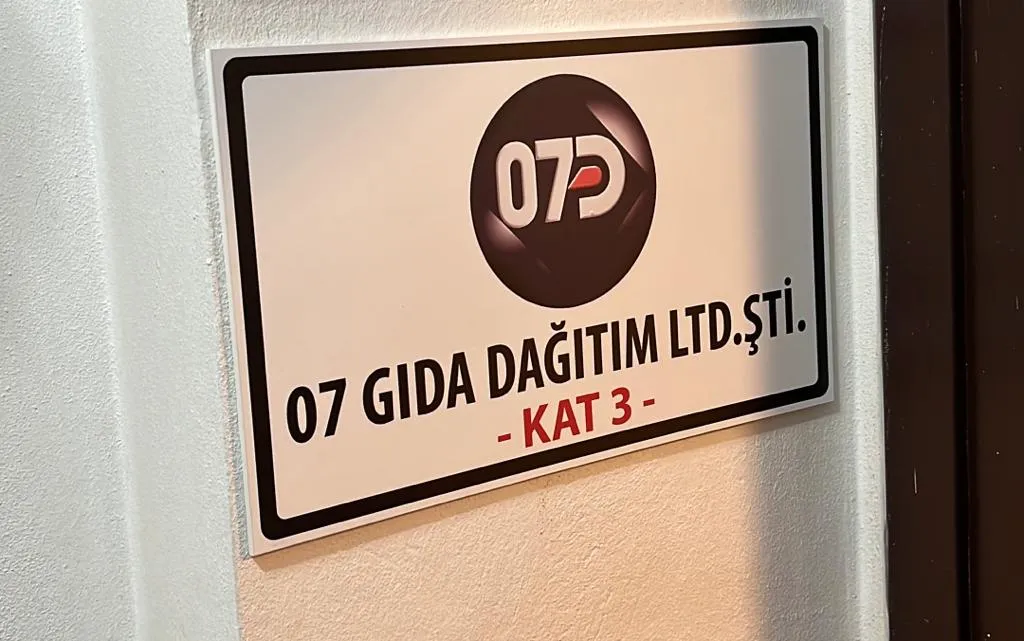 07D
07 GIDA DAĞITIM LTD.ŞTİ.
- KAT 3 -